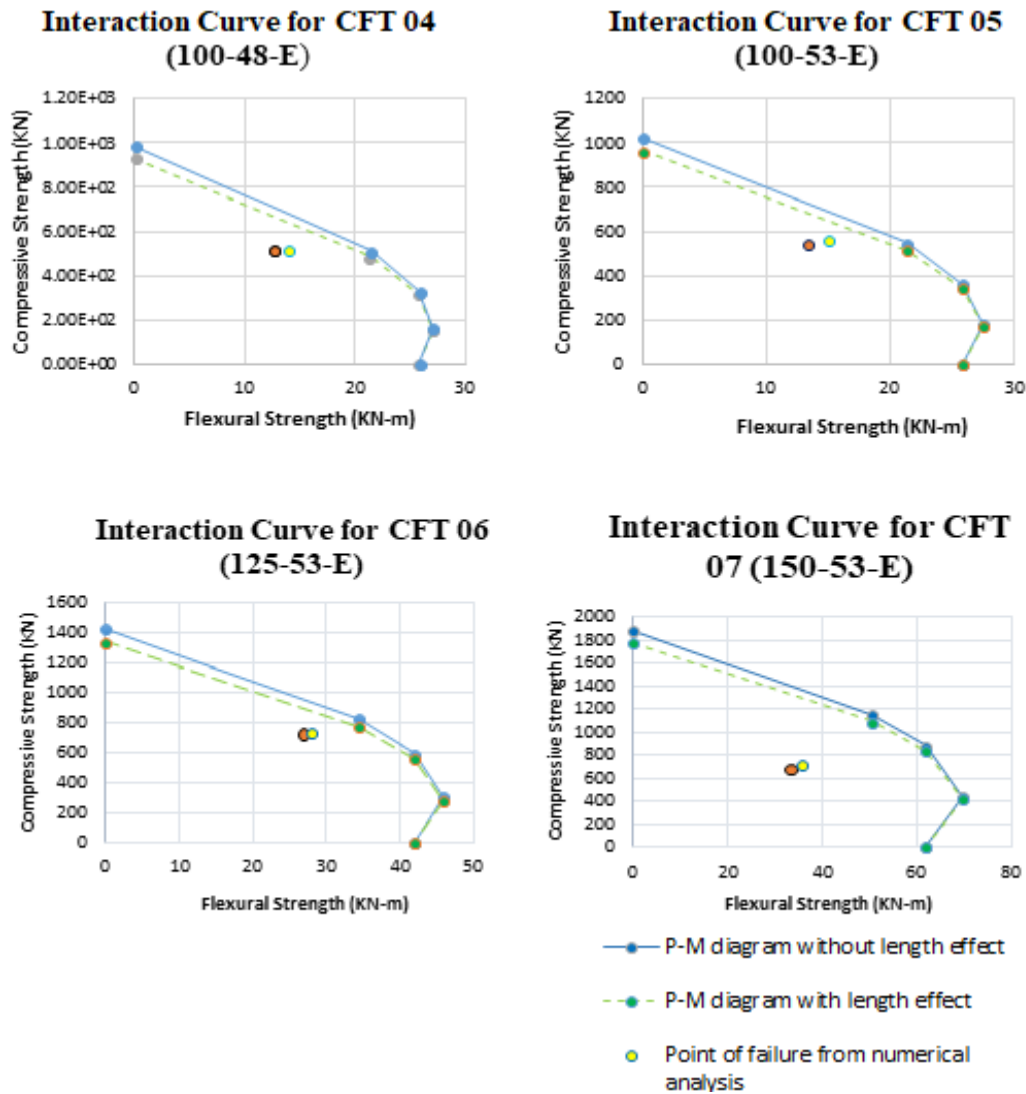 Interaction Curve for CFT 04
(100-48-E)
Compressive Strength (KN)
1.20E+03
1.00E+03
8.00E+02
6.00E+02
4.00E+02
2.00E+02
0.00E+00
0 10 20 30
Flexural Strength (KN-m)
Interaction Curve for CFT 05
(100-53-E)
Compressive Strength (KN)
1200
1000
800
600
400
200
0
0 10 20 30
Flexural Strength (KN-m)
Interaction Curve for CFT 06
(125-53-E)
Compressive Strength (KN)
1600
1400
1200
1000
800
600
400
200
0
0 10 20 30 40 50
Flexural Strength (KN-m)
Interaction Curve for CFT
07 (150-53-E)
Compressive Strength (KN)
2000
1800
1600
1400
1200
1000
800
600
400
200
0
0 20 40 60 80
Flexural Strength (KN-m)
P-M diagram without length effect
P-M diagram with length effect
Point of failure from numerical
analysis